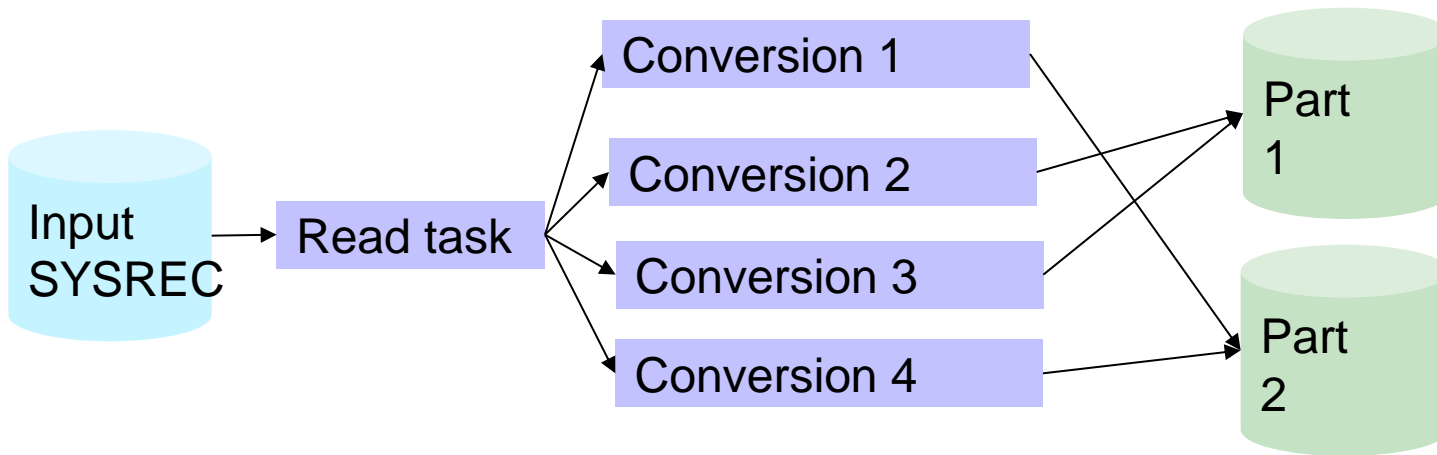 Input
SYSREC
Read task
Conversion 1
Conversion 2
Conversion 3
Conversion 4
Part
1
Part
2